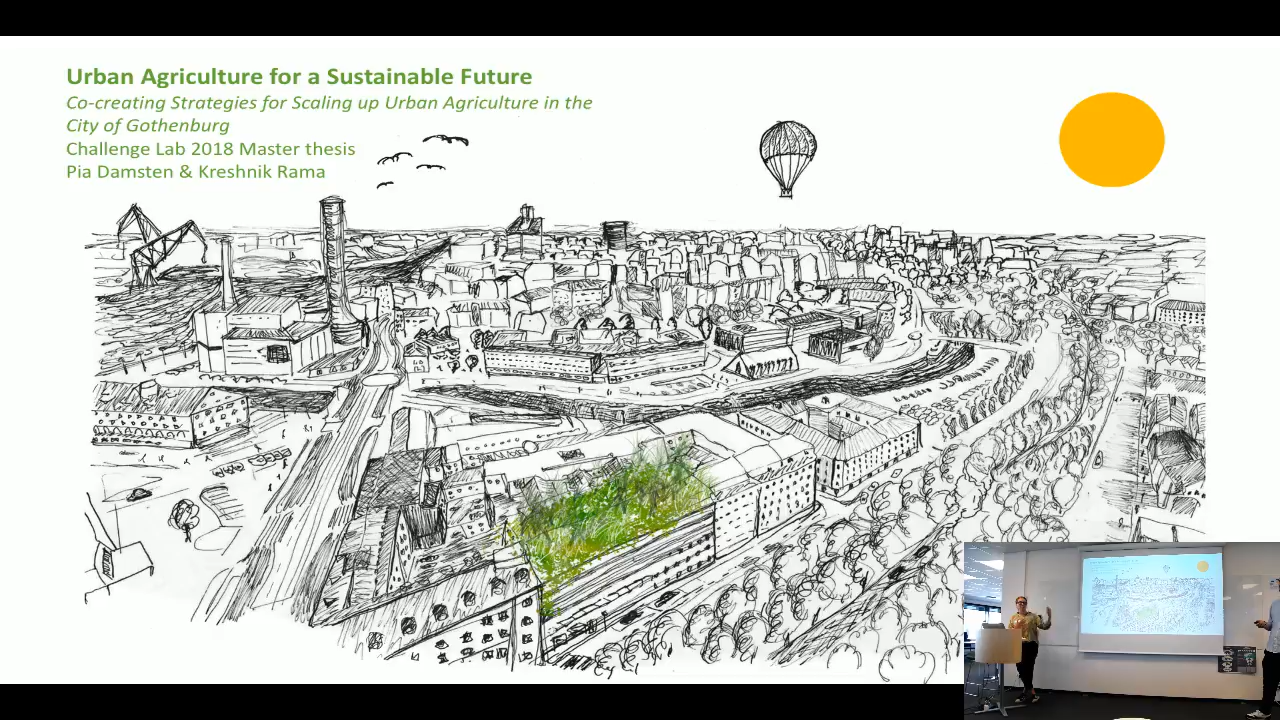 Urban Agriculture for a Sustainable Future
Co-creating Strategies for Scaling up Urban Agriculture in the
City of Gothenburg
Challenge Lab 2018 Master thesis
Pia Damsten & Kreshnik Rama